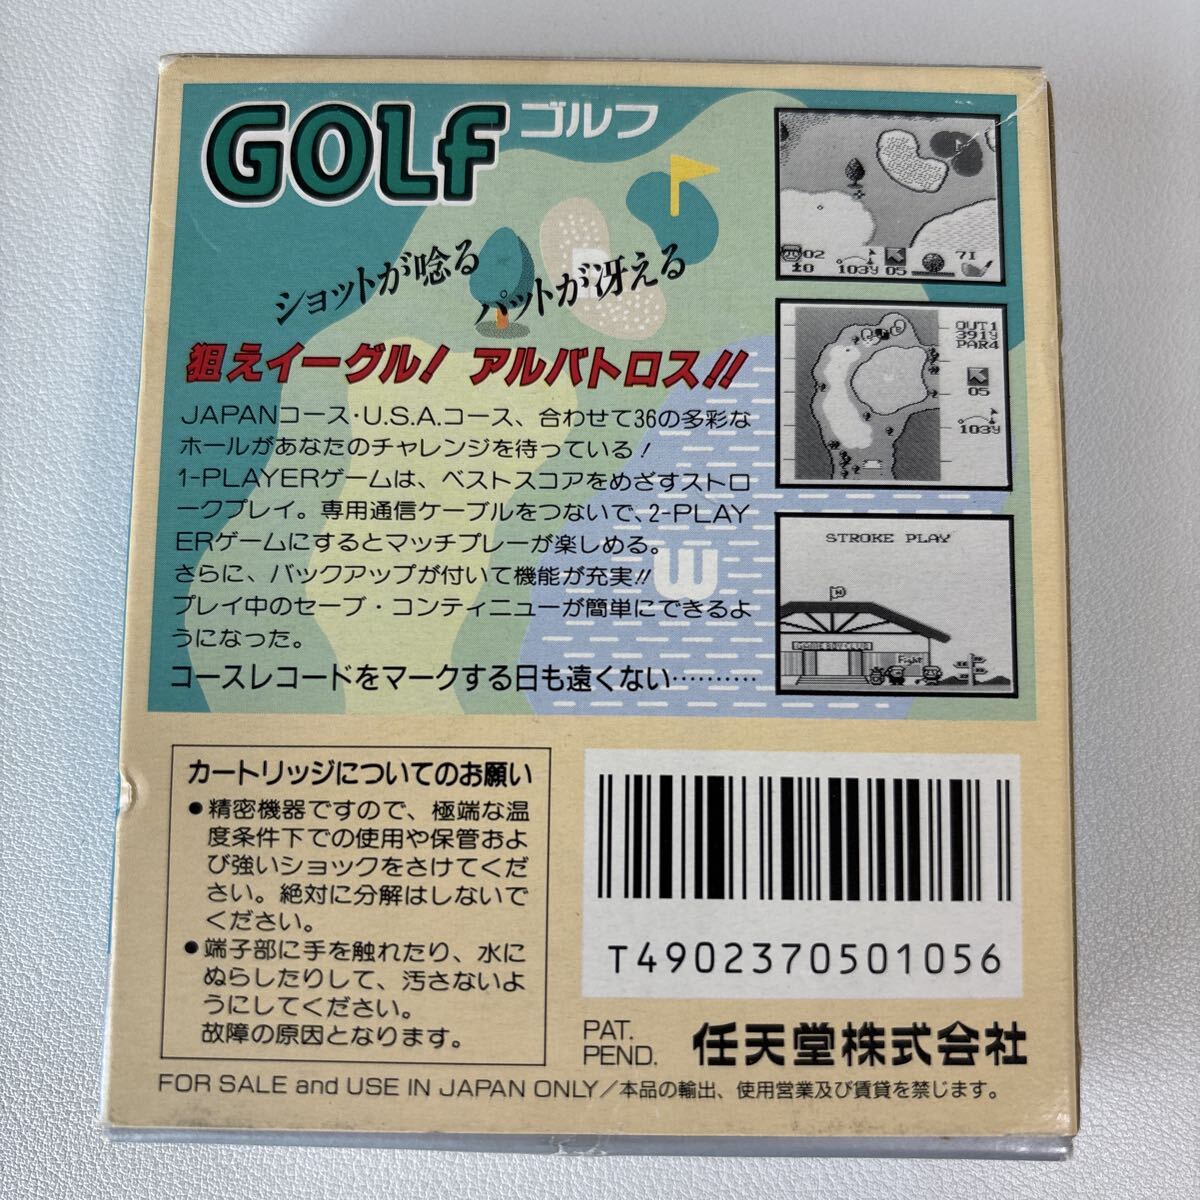 GOLF ゴルフ
ショットが唸る
パットが冴える
狙えイーグル! アルバトロス!!
JAPANコース・U.S.A.コース、合わせて36の多彩な
ホールがあなたのチャレンジを待っている!
1-PLAYERゲームは、ベストスコアをめざすストロ
ークプレイ。専用通信ケーブルをつないで、2-PLAY
ERゲームにするとマッチプレーが楽しめる。
さらに、バックアップが付いて機能が充実!!
プレイ中のセーブ・コンティニューが簡単にできるよ
うになった。
コースレコードをマークする日も遠くない…………
W
02
±0
103y 05
71
OUT1
391y
PAR4
05
103y
STROKE PLAY
Fight
カートリッジについてのお願い
●精密機器ですので、極端な温
度条件下での使用や保管およ
び強いショックをさけてくだ
さい。絶対に分解はしないで
ください。
●端子部に手を触れたり、水に
ぬらしたりして、汚さないよ
うにしてください。
故障の原因となります。
T4902370501056
PAT.
PEND.
任天堂株式会社
FOR SALE and USE IN JAPAN ONLY/本品の輸出、使用営業及び賃貸を禁じます。